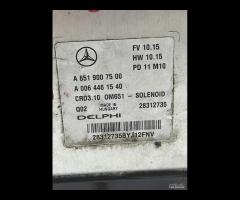 FV 10.15
HW 10.15
PD 11 M10
A 651 900 75 00
A 006 446 15 40
CRD3.10 OM651 - SOLENOID
Q02
MADE IN HUNGARY
28312735
DELPHI